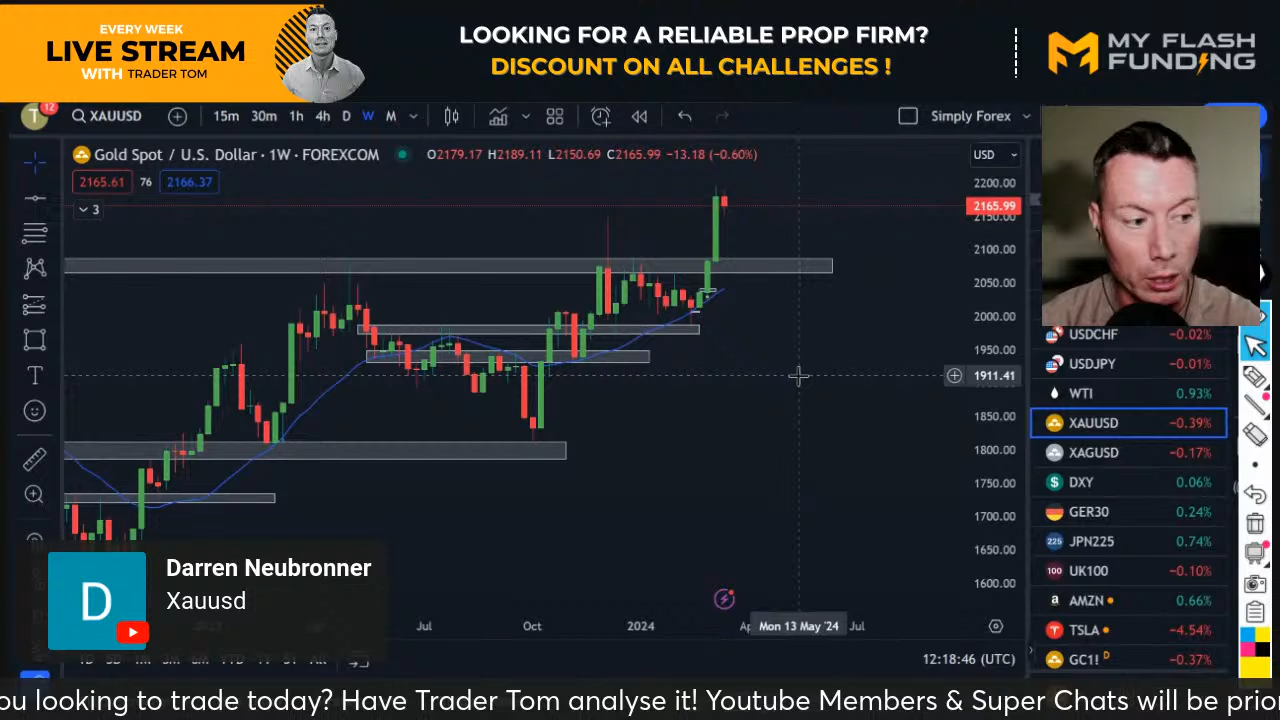 EVERY WEEK
LIVE STREAM
WITH TRADER TOM
LOOKING FOR A RELIABLE PROP FIRM?
DISCOUNT ON ALL CHALLENGES !
MY FLASH
FUNDING
T
12
XAUUSD
15m 30m 1h 4h D W M
Simply Forex
Gold Spot / U.S. Dollar · 1W · FOREXCOM
O2179.17 H2189.11 L2150.69 C2165.99 −13.18 (−0.60%)
USD
2165.61 76 2166.37
3
2200.00
2165.99
2150.00
2100.00
2050.00
2000.00
1950.00
1911.41
1850.00
1800.00
1750.00
1700.00
1650.00
1600.00
USDCHF −0.02%
USDJPY −0.01%
WTI 0.93%
XAUUSD −0.39%
XAGUSD −0.17%
DXY 0.06%
GER30 0.24%
225 JPN225 0.74%
100 UK100 −0.10%
AMZN 0.66%
TSLA −4.54%
GC1! D −0.37%
D
Darren Neubronner
Xauusd
Jul Oct 2024 Ap Mon 13 May '24 Jul
12:18:46 (UTC)
ou looking to trade today? Have Trader Tom analyse it! Youtube Members & Super Chats will be prior